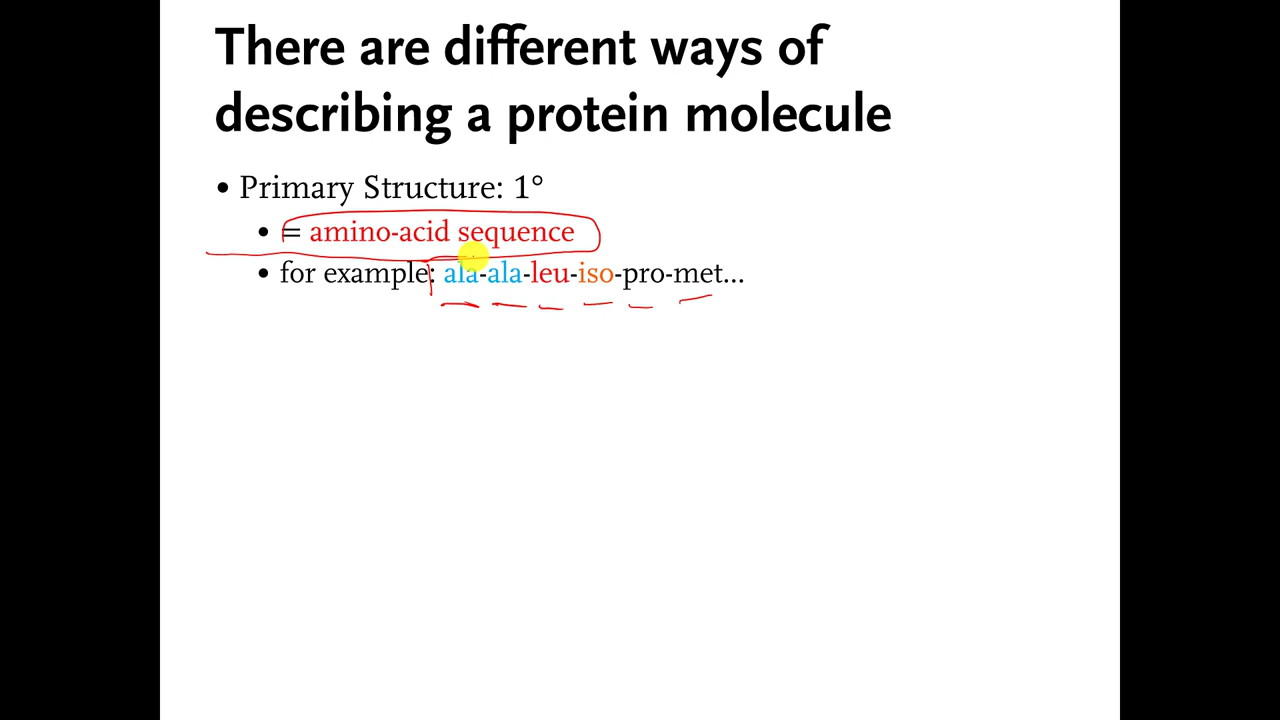 There are different ways of
describing a protein molecule
• Primary Structure: 1°
• = amino-acid sequence
• for example: ala-ala-leu-iso-pro-met...